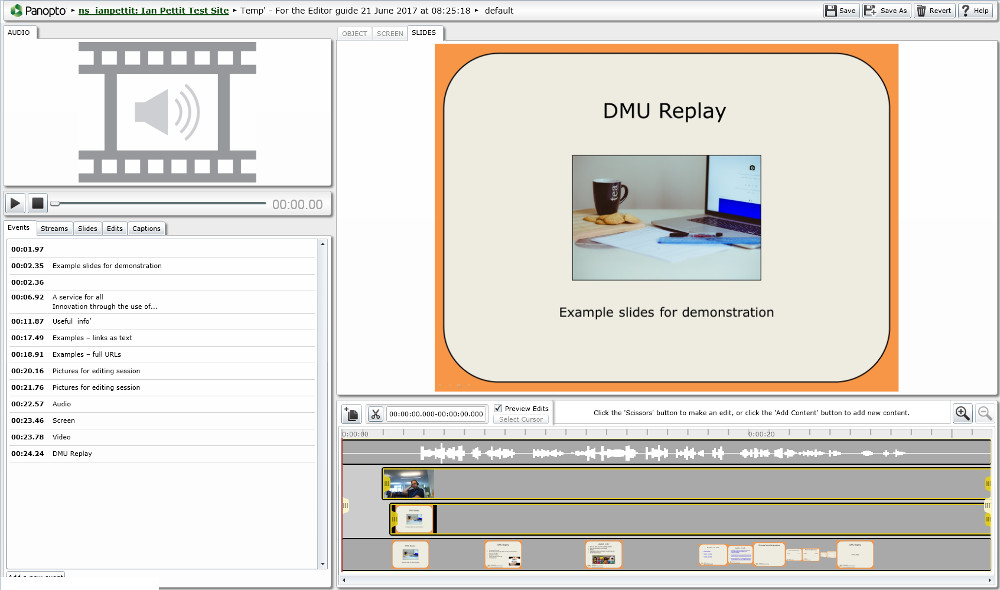 Panopto ▸ ns_ianpettit: Ian Pettit Test Site ▸ Temp' - For the Editor guide 21 June 2017 at 08:25:18 ▸ default
Save Save As Revert Help
AUDIO
00:00.00
Events Streams Slides Edits Captions
00:01.97
00:02.35 Example slides for demonstration
00:02.36
00:06.92 A service for all
Innovation through the use of...
00:11.87 Useful 'info'
00:17.49 Examples – links as text
00:18.91 Examples – full URLs
00:20.16 Pictures for editing session
00:21.76 Pictures for editing session
00:22.57 Audio
00:23.46 Screen
00:23.78 Video
00:24.24 DMU Replay
Add a new event
OBJECT SCREEN SLIDES
DMU Replay
Example slides for demonstration
00:00:00.000-00:00:00.000
Preview Edits
Select Cursor
Click the 'Scissors' button to make an edit, or click the 'Add Content' button to add new content.
0:00:00 0:00:20